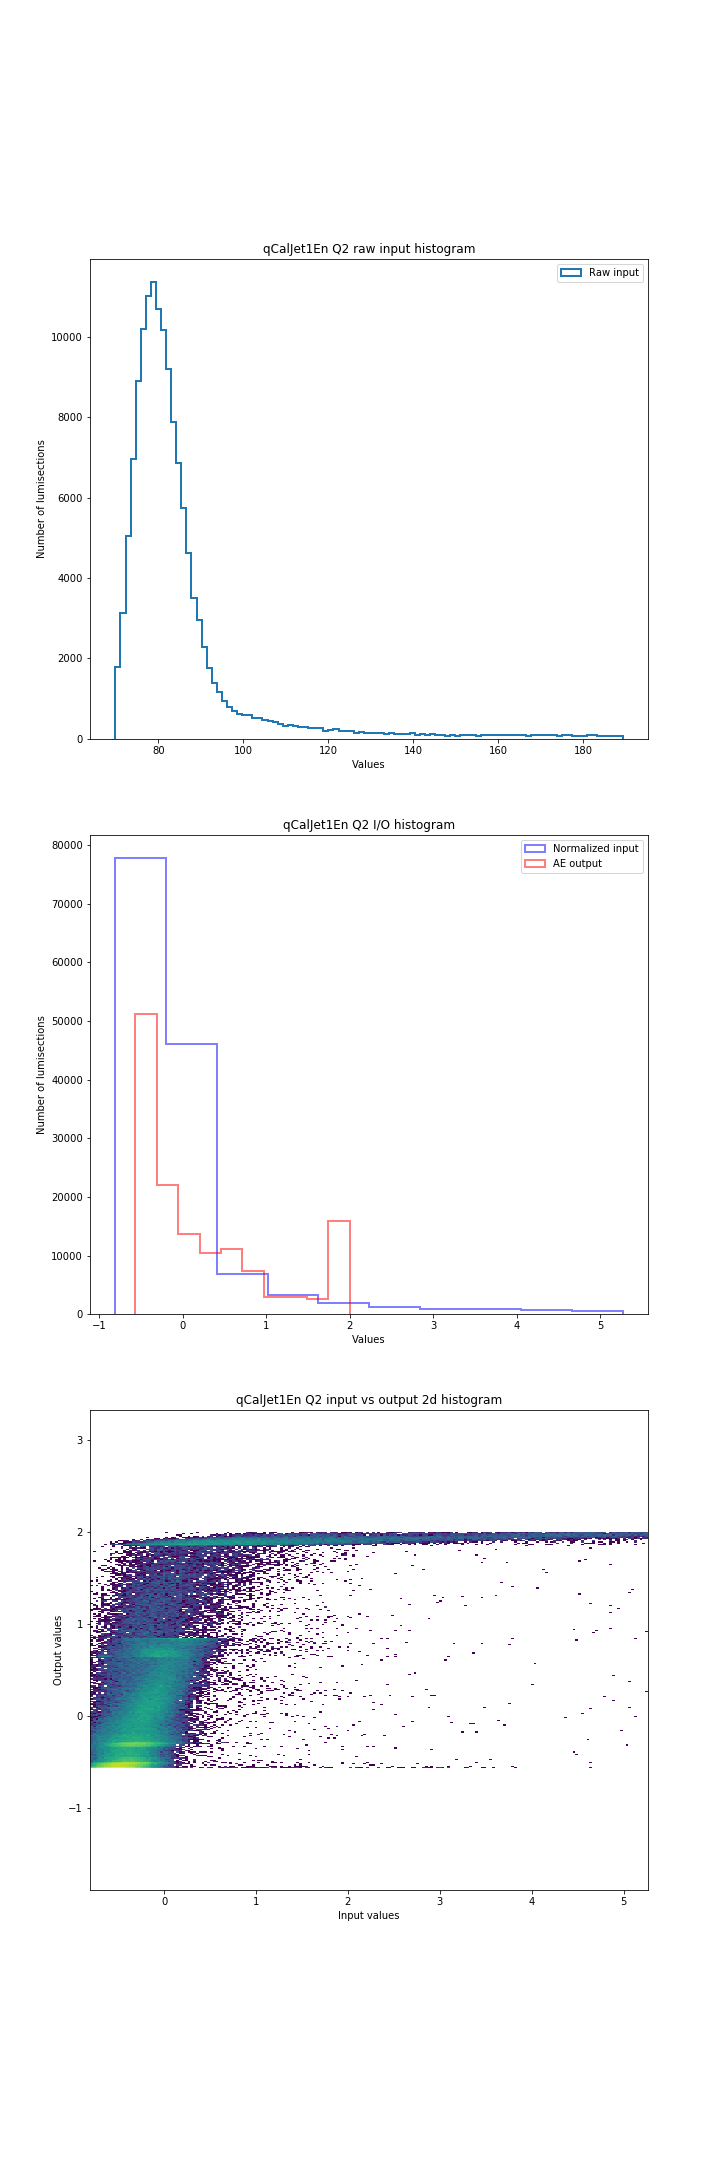 qCalJet1En Q2 raw input histogram
Raw input
Number of lumisections
10000
8000
6000
4000
2000
0
80 100 120 140 160 180
Values
qCalJet1En Q2 I/O histogram
Normalized input
AE output
Number of lumisections
80000
70000
60000
50000
40000
30000
20000
10000
0
−1 0 1 2 3 4 5
Values
qCalJet1En Q2 input vs output 2d histogram
Output values
3
2
1
0
−1
0 1 2 3 4 5
Input values